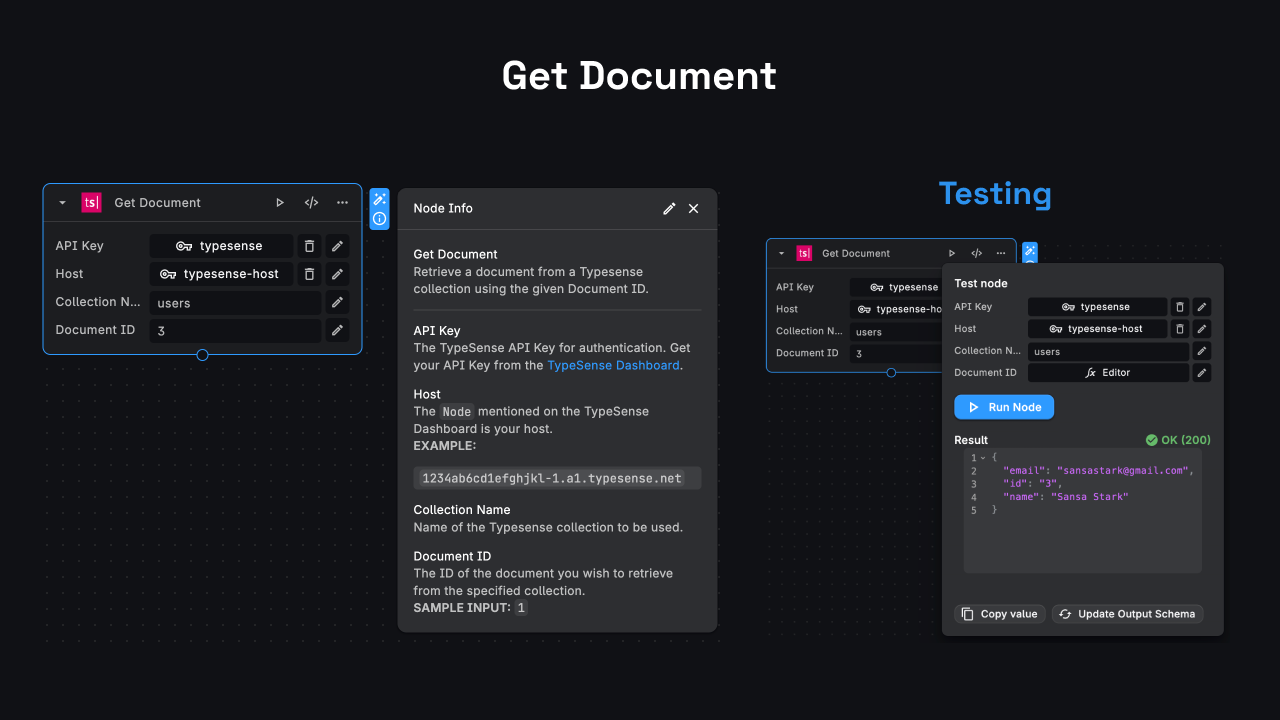 Get Document
ts| Get Document
API Key typesense
Host typesense-host
Collection N... users
Document ID 3
Node Info
Get Document
Retrieve a document from a Typesense
collection using the given Document ID.
API Key
The TypeSense API Key for authentication. Get
your API Key from the TypeSense Dashboard.
Host
The Node mentioned on the TypeSense
Dashboard is your host.
EXAMPLE:
1234ab6cd1efghjkl-1.a1.typesense.net
Collection Name
Name of the Typesense collection to be used.
Document ID
The ID of the document you wish to retrieve
from the specified collection.
SAMPLE INPUT: 1
Testing
ts| Get Document
API Key typesense
Host typesense-ho
Collection N... users
Document ID 3
Test node
API Key typesense
Host typesense-host
Collection N... users
Document ID fx Editor
Run Node
Result OK (200)
1 {
2 "email": "sansastark@gmail.com",
3 "id": "3",
4 "name": "Sansa Stark"
5 }
Copy value Update Output Schema